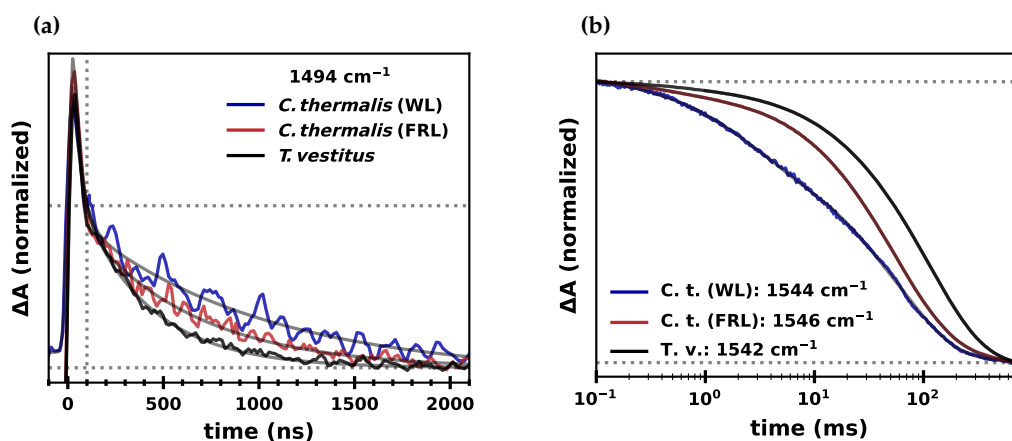 (a)
1494 cm⁻¹
C. thermalis (WL)
C. thermalis (FRL)
T. vestitus
ΔA (normalized)
0 500 1000 1500 2000
time (ns)
(b)
C. t. (WL): 1544 cm⁻¹
C. t. (FRL): 1546 cm⁻¹
T. v.: 1542 cm⁻¹
ΔA (normalized)
10⁻¹ 10⁰ 10¹ 10²
time (ms)